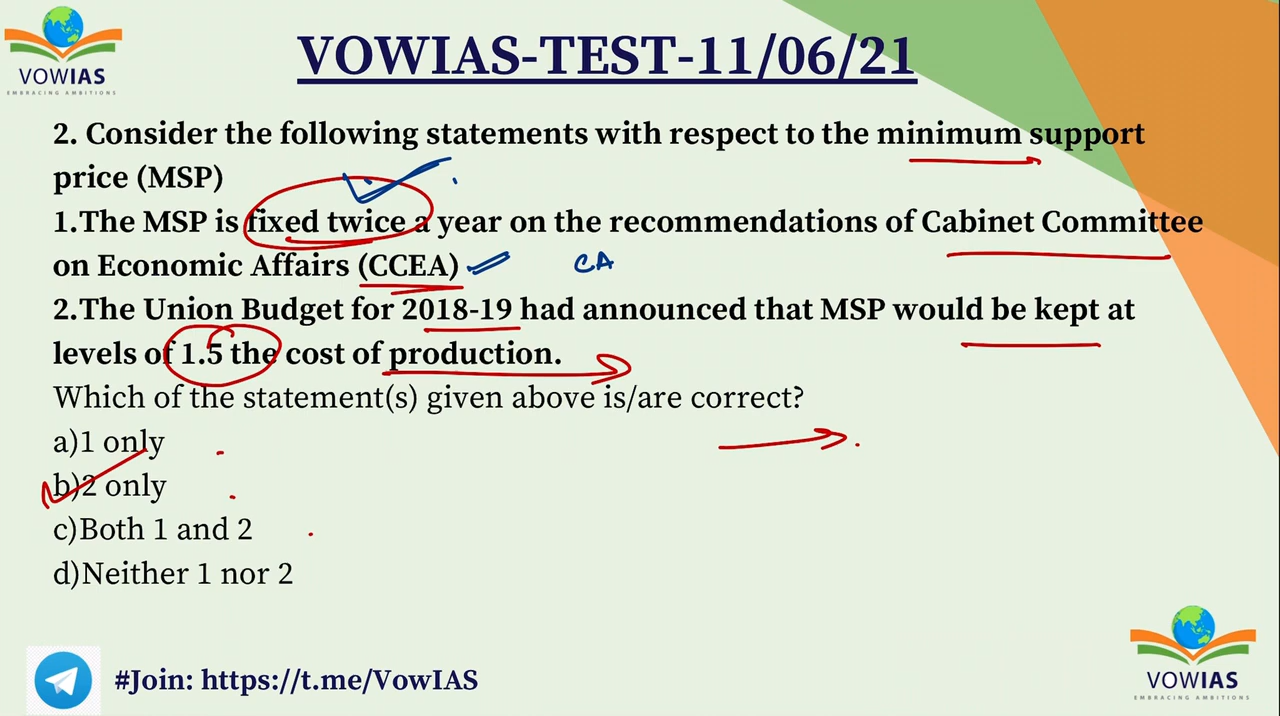 VOWIAS
EMBRACING AMBITIONS
VOWIAS-TEST-11/06/21
2. Consider the following statements with respect to the minimum support
price (MSP)
1.The MSP is fixed twice a year on the recommendations of Cabinet Committee
on Economic Affairs (CCEA) CA
2.The Union Budget for 2018-19 had announced that MSP would be kept at
levels of 1.5 the cost of production.
Which of the statement(s) given above is/are correct?
a)1 only
b)2 only
c)Both 1 and 2
d)Neither 1 nor 2
#Join: https://t.me/VowIAS
VOWIAS
EMBRACING AMBITIONS